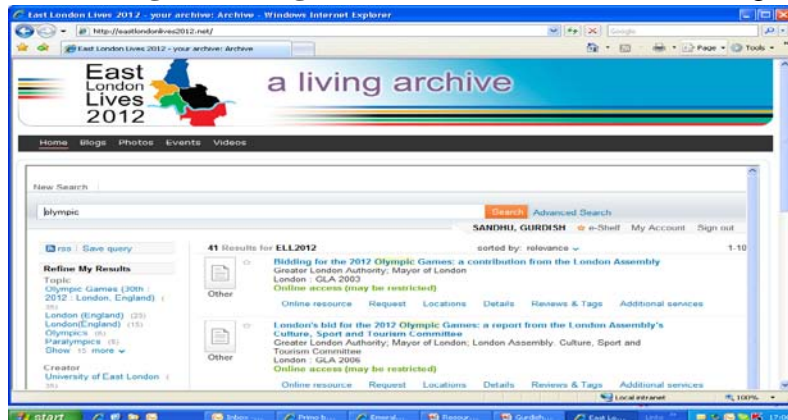 East London Lives 2012 - your archive: Archive - Windows Internet Explorer
http://eastlondonlives2012.net/
Google
East London Lives 2012 - your archive: Archive
Page
Tools
East
London
Lives
2012
a living archive
Home Blogs Photos Events Videos
New Search
olympic
Search Advanced Search
SANDHU, GURDISH e-Shelf My Account Sign out
rss Save query
41 Results for ELL2012
sorted by: relevance
1-10
Refine My Results
Topic
Olympic Games (30th :
2012 : London, England) (
35)
London (England) (23)
London(England) (15)
Olympics (6)
Paralympics (5)
Show 15 more
Creator
University of East London (
Other
Bidding for the 2012 Olympic Games: a contribution from the London Assembly
Greater London Authority; Mayor of London
London : GLA 2003
Online access (may be restricted)
Online resource Request Locations Details Reviews & Tags Additional services
Other
London's bid for the 2012 Olympic Games: a report from the London Assembly's
Culture, Sport and Tourism Committee
Greater London Authority; Mayor of London; London Assembly. Culture, Sport and
Tourism Committee
London : GLA 2006
Online access (may be restricted)
Online resource Request Locations Details Reviews & Tags Additional services
Local intranet
100%
start
Inbox
Primo b...
Emeral...
Resour...
Gurdish...
East Lo...
Links
17:06